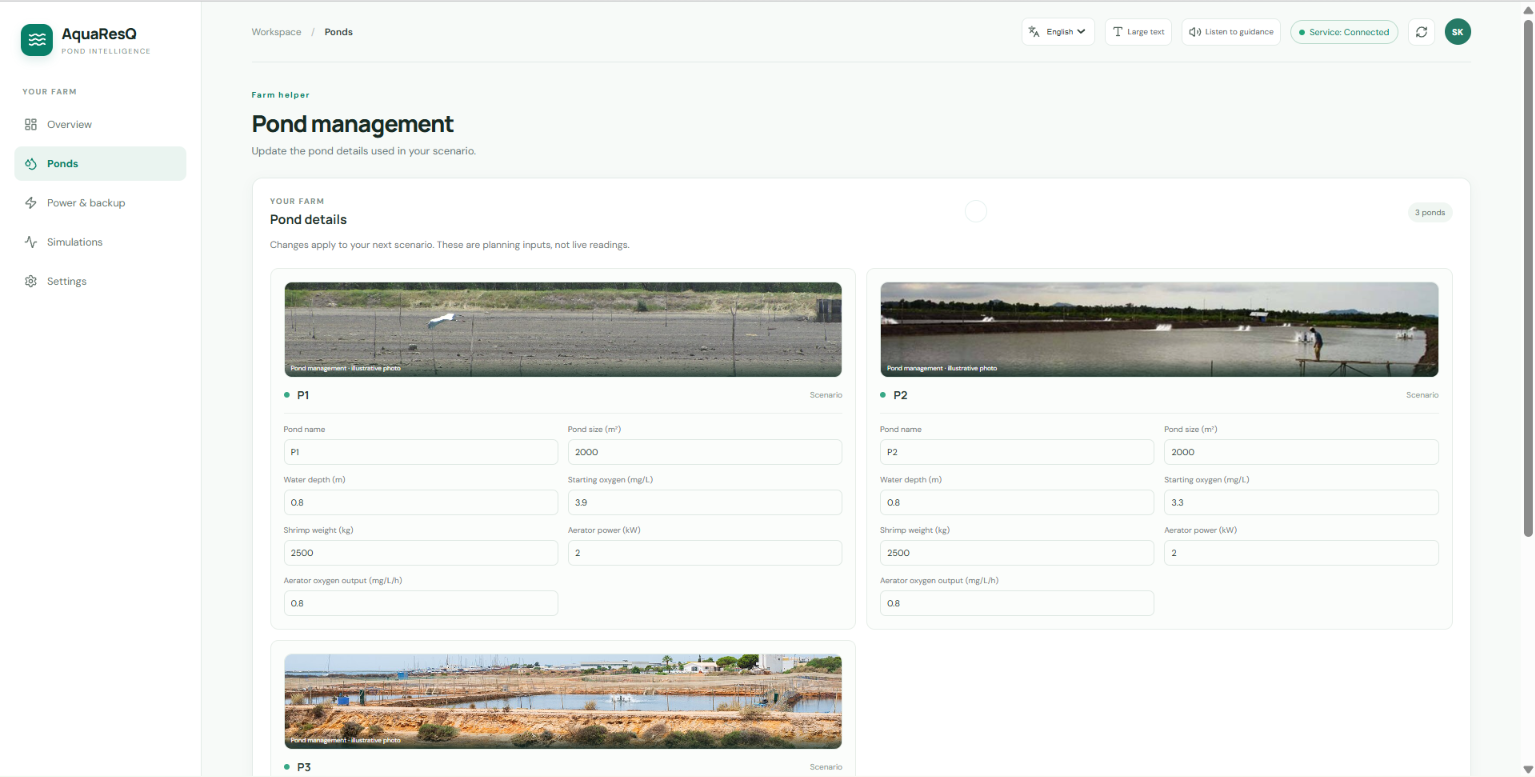 AquaResQ
POND INTELLIGENCE
YOUR FARM
Overview
Ponds
Power & backup
Simulations
Settings
Workspace / Ponds
English
Large text
Listen to guidance
Service: Connected
SK
Farm helper
Pond management
Update the pond details used in your scenario.
YOUR FARM
Pond details
3 ponds
Changes apply to your next scenario. These are planning inputs, not live readings.
Pond management - illustrative photo
P1 Scenario
Pond name Pond size (m²)
P1 2000
Water depth (m) Starting oxygen (mg/L)
0.8 3.9
Shrimp weight (kg) Aerator power (kW)
2500 2
Aerator oxygen output (mg/L/h)
0.8
Pond management - illustrative photo
P2 Scenario
Pond name Pond size (m²)
P2 2000
Water depth (m) Starting oxygen (mg/L)
0.8 3.3
Shrimp weight (kg) Aerator power (kW)
2500 2
Aerator oxygen output (mg/L/h)
0.8
Pond management - illustrative photo
P3 Scenario